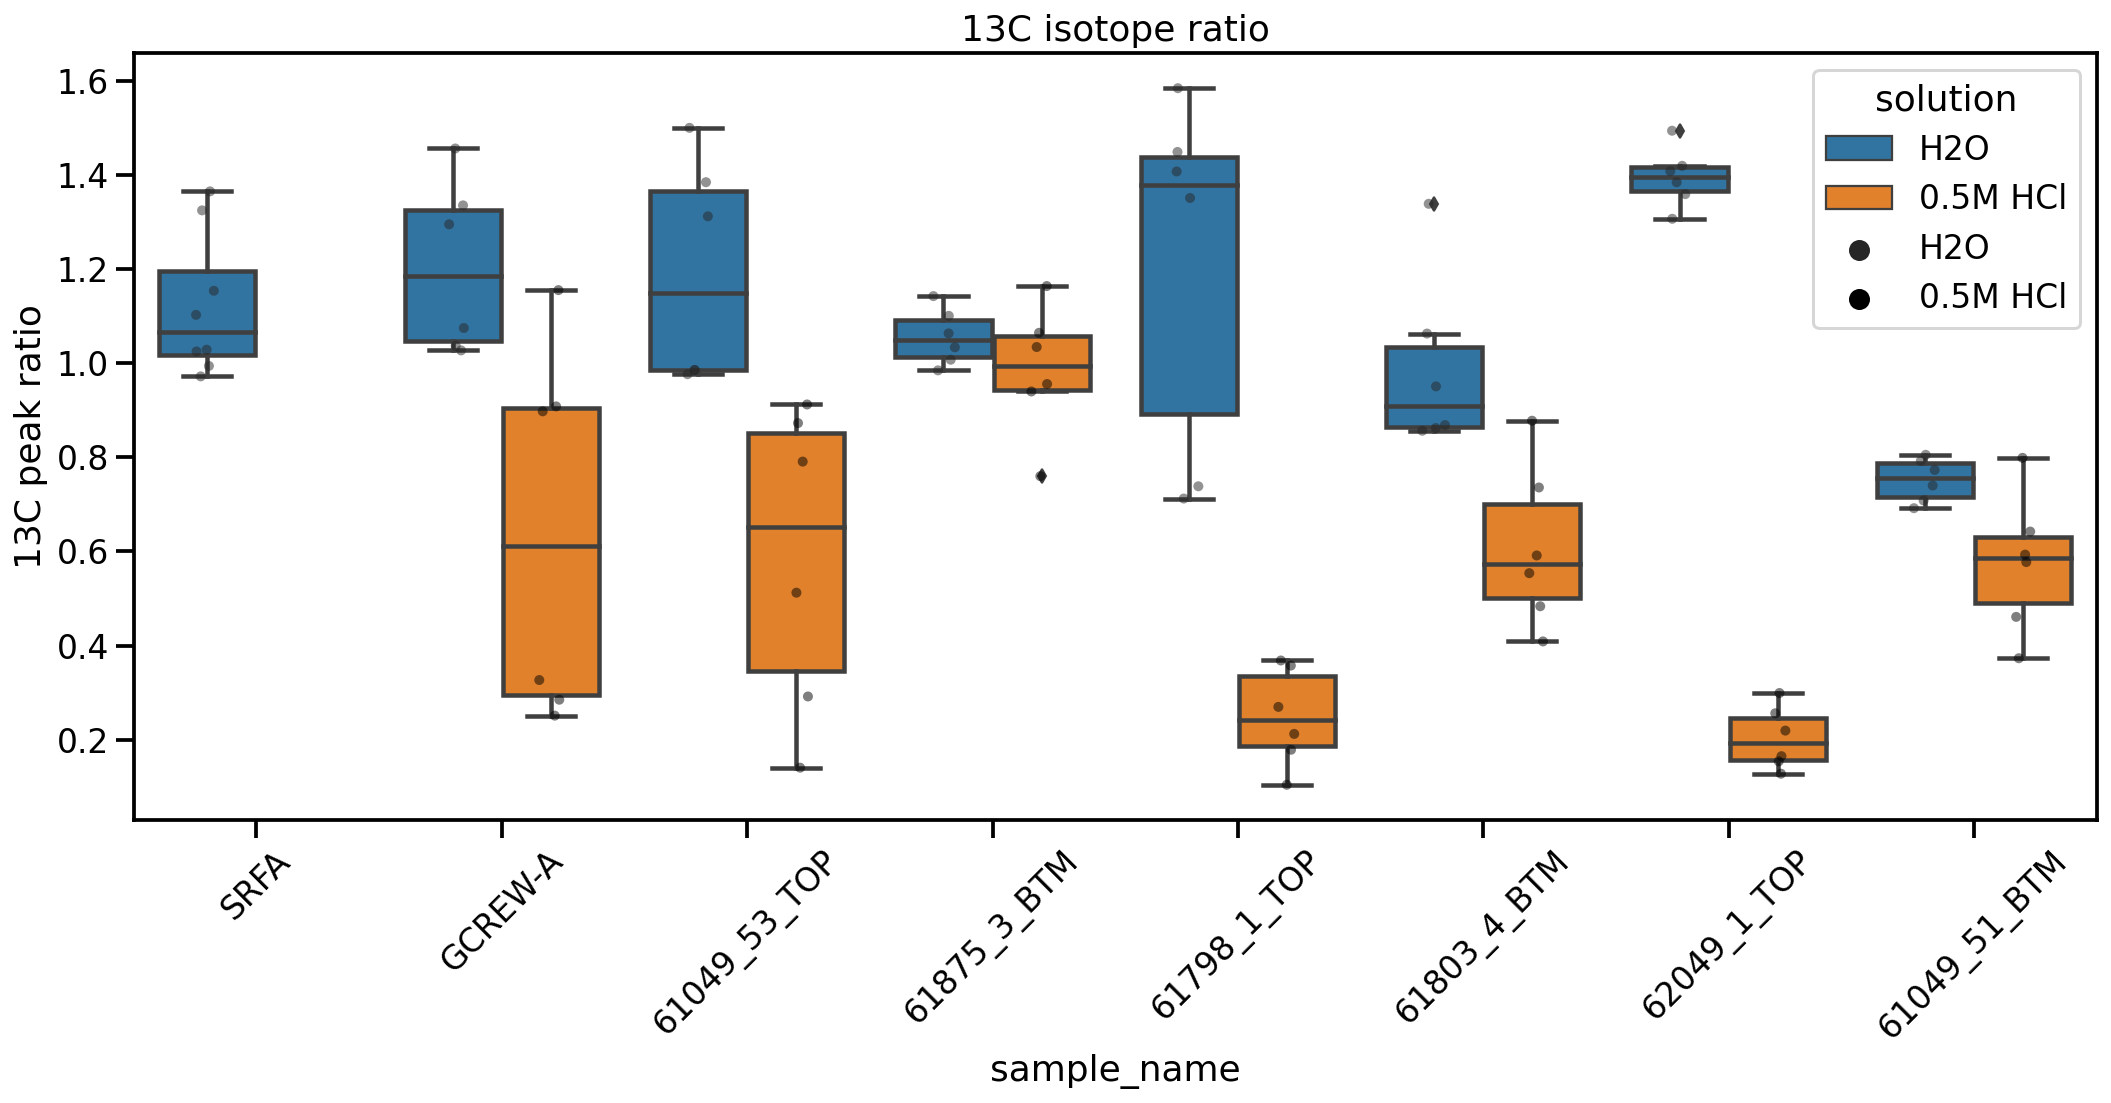 13C isotope ratio
13C peak ratio
1.6
1.4
1.2
1.0
0.8
0.6
0.4
0.2
solution
H2O
0.5M HCl
H2O
0.5M HCl
SRFA
GCREW-A
61049_53_TOP
61875_3_BTM
61798_1_TOP
61803_4_BTM
62049_1_TOP
61049_51_BTM
sample_name